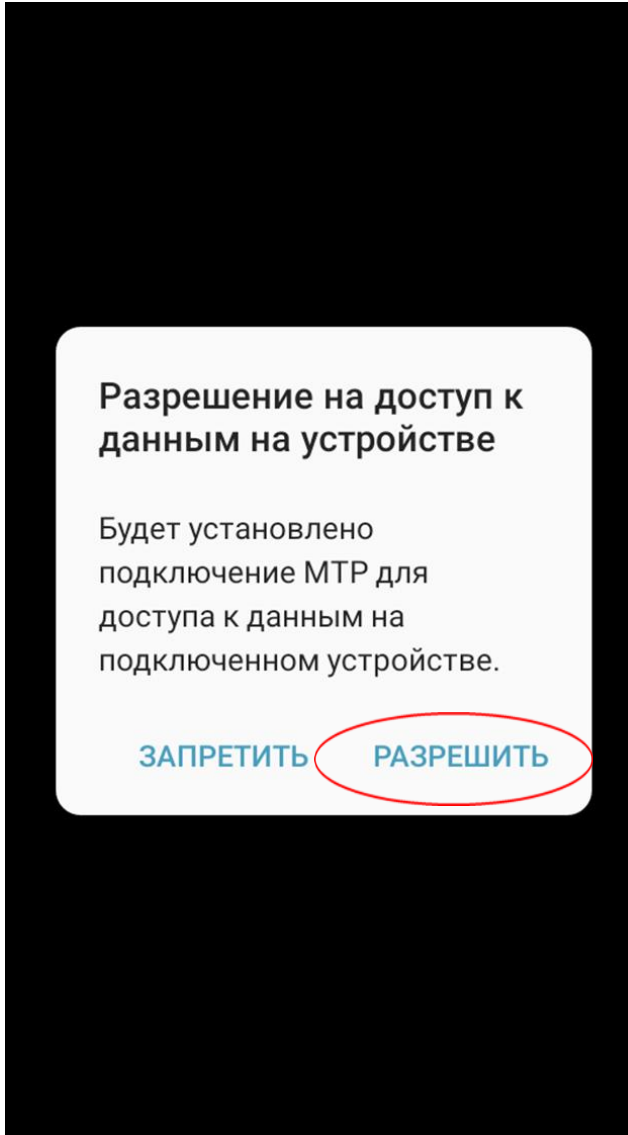 Разрешение на доступ к
данным на устройстве
Будет установлено
подключение MTP для
доступа к данным на
подключенном устройстве.
ЗАПРЕТИТЬ РАЗРЕШИТЬ